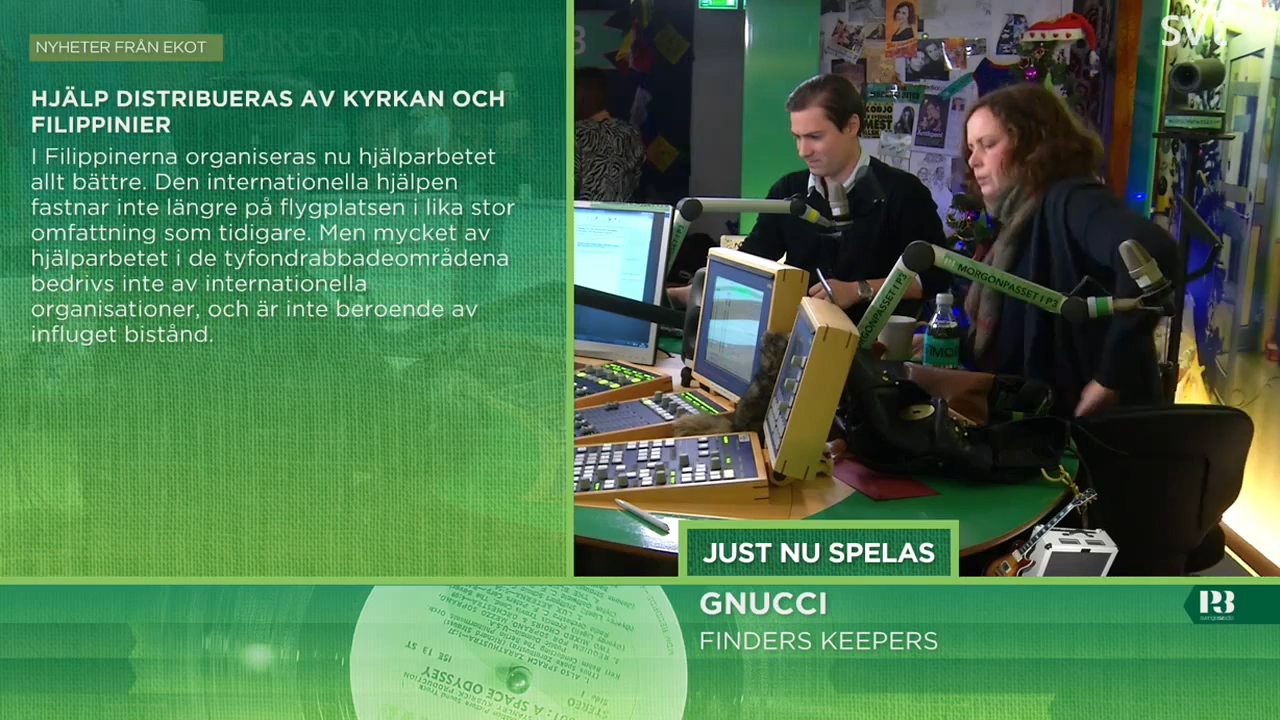 NYHETER FRÅN EKOT
HJÄLP DISTRIBUERAS AV KYRKAN OCH
FILIPPINIER
I Filippinerna organiseras nu hjälparbetet
allt bättre. Den internationella hjälpen
fastnar inte längre på flygplatsen i lika stor
omfattning som tidigare. Men mycket av
hjälparbetet i de tyfondrabbadeområdena
bedrivs inte av internationella
organisationer, och är inte beroende av
influget bistånd.
svt
MORGONPASSET I P3
JUST NU SPELAS
GNUCCI
FINDERS KEEPERS
P3
A SPACE ODYSSEY
STEREO